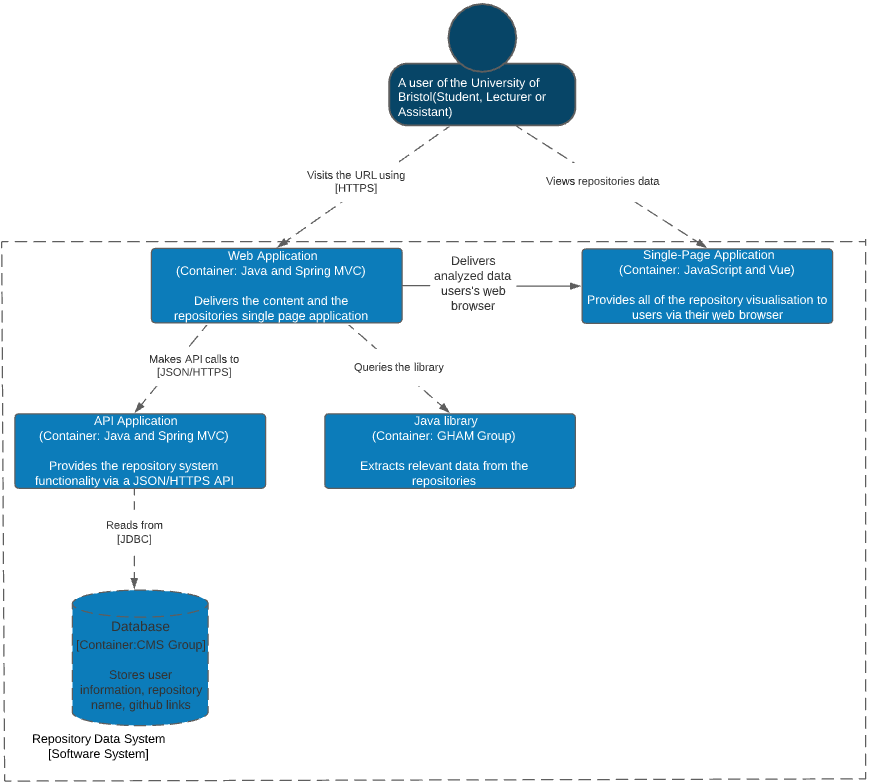 A user of the University of
Bristol(Student, Lecturer or
Assistant)
Visits the URL using
[HTTPS]
Views repositories data
Web Application
(Container: Java and Spring MVC)
Delivers the content and the
repositories single page application
Delivers
analyzed data
users's web
browser
Single-Page Application
(Container: JavaScript and Vue)
Provides all of the repository visualisation to
users via their web browser
Makes API calls to
[JSON/HTTPS]
Queries the library
API Application
(Container: Java and Spring MVC)
Provides the repository system
functionality via a JSON/HTTPS API
Java library
(Container: GHAM Group)
Extracts relevant data from the
repositories
Reads from
[JDBC]
Database
[Container:CMS Group]
Stores user
information, repository
name, github links
Repository Data System
[Software System]